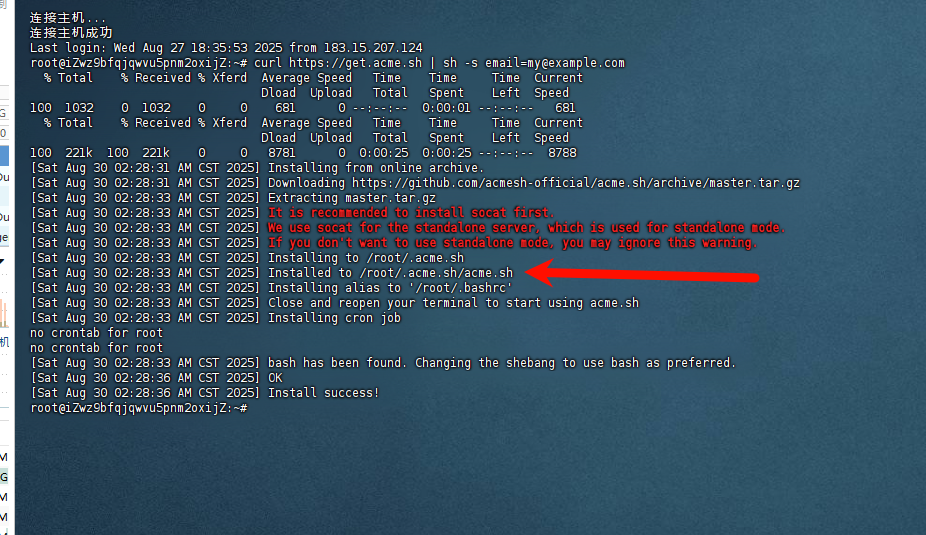 连接主机...
连接主机成功
Last login: Wed Aug 27 18:35:53 2025 from 183.15.207.124
root@iZwz9bfqjqwvu5pnm2oxijZ:~# curl https://get.acme.sh | sh -s email=my@example.com
% Total % Received % Xferd Average Speed Time Time Time Current
Dload Upload Total Spent Left Speed
100 1032 0 1032 0 0 681 0 --:--:-- 0:00:01 --:--:-- 681
% Total % Received % Xferd Average Speed Time Time Time Current
Dload Upload Total Spent Left Speed
100 221k 100 221k 0 0 8781 0 0:00:25 0:00:25 --:--:-- 8788
[Sat Aug 30 02:28:31 AM CST 2025] Installing from online archive.
[Sat Aug 30 02:28:31 AM CST 2025] Downloading https://github.com/acmesh-official/acme.sh/archive/master.tar.gz
[Sat Aug 30 02:28:33 AM CST 2025] Extracting master.tar.gz
[Sat Aug 30 02:28:33 AM CST 2025] It is recommended to install socat first.
[Sat Aug 30 02:28:33 AM CST 2025] We use socat for the standalone server, which is used for standalone mode.
[Sat Aug 30 02:28:33 AM CST 2025] If you don't want to use standalone mode, you may ignore this warning.
[Sat Aug 30 02:28:33 AM CST 2025] Installing to /root/.acme.sh
[Sat Aug 30 02:28:33 AM CST 2025] Installed to /root/.acme.sh/acme.sh
[Sat Aug 30 02:28:33 AM CST 2025] Installing alias to '/root/.bashrc'
[Sat Aug 30 02:28:33 AM CST 2025] Close and reopen your terminal to start using acme.sh
[Sat Aug 30 02:28:33 AM CST 2025] Installing cron job
no crontab for root
no crontab for root
[Sat Aug 30 02:28:33 AM CST 2025] bash has been found. Changing the shebang to use bash as preferred.
[Sat Aug 30 02:28:36 AM CST 2025] OK
[Sat Aug 30 02:28:36 AM CST 2025] Install success!
root@iZwz9bfqjqwvu5pnm2oxijZ:~#